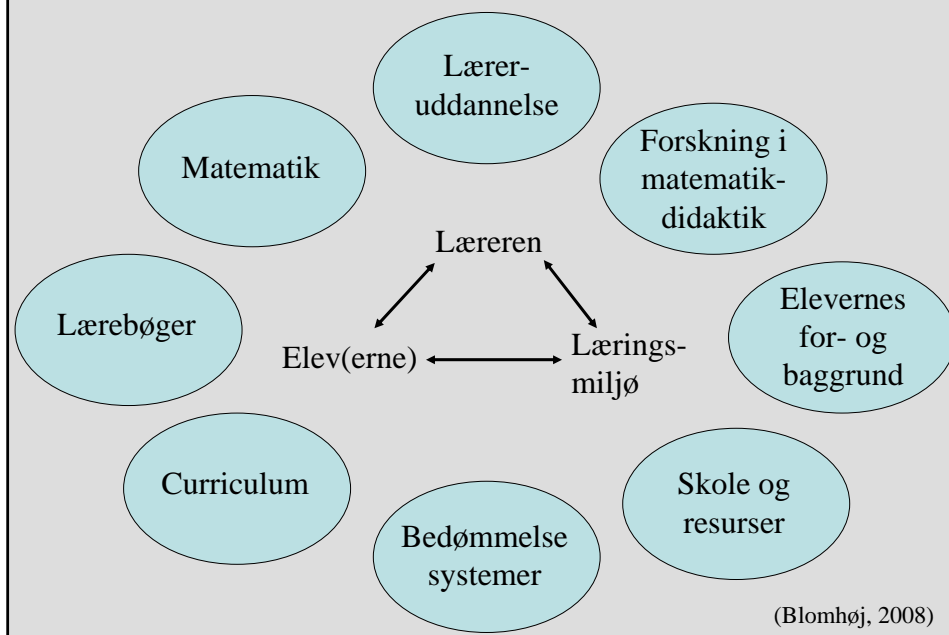 Lærer-
uddannelse
Matematik
Forskning i
matematik-
didaktik
Læreren
Lærebøger
Elev(erne)
Lærings-
miljø
Elevernes
for- og
baggrund
Curriculum
Bedømmelse
systemer
Skole og
resurser
(Blomhøj, 2008)